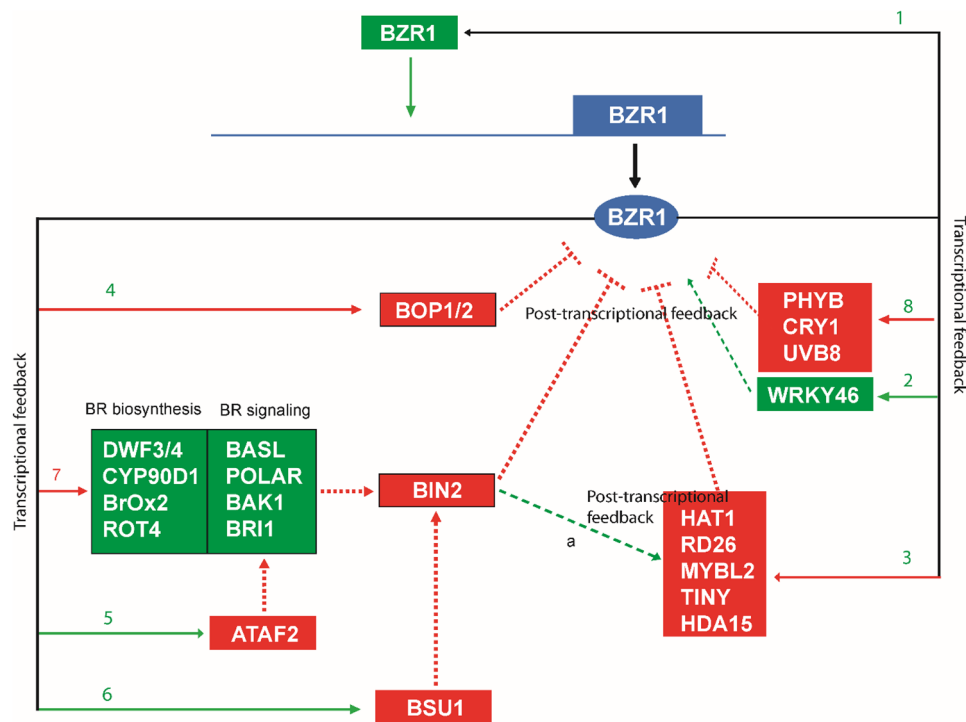 1
BZR1
BZR1
BZR1
4
BOP1/2
Post-transcriptional feedback
PHYB
CRY1
UVB8
8
2
WRKY46
Transcriptional feedback
Transcriptional feedback
BR biosynthesis
BR signaling
7
DWF3/4
CYP90D1
BrOx2
ROT4
BASL
POLAR
BAK1
BRI1
BIN2
Post-transcriptional
feedback
a
HAT1
RD26
MYBL2
TINY
HDA15
3
5
ATAF2
6
BSU1